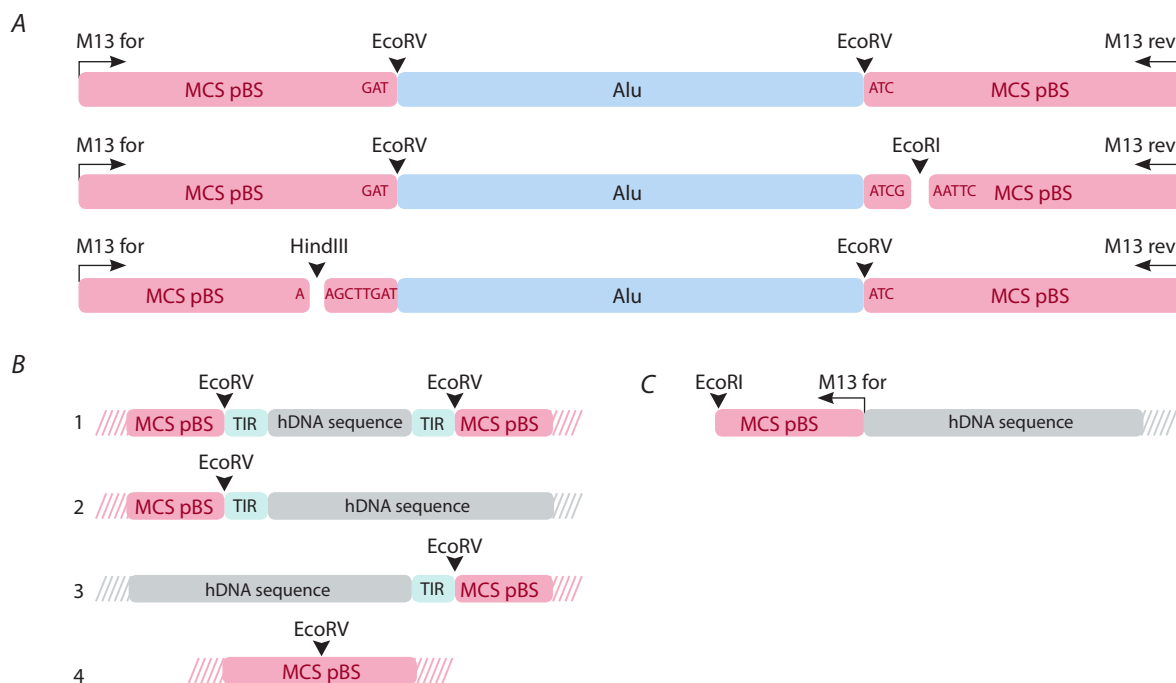 A
M13 for EcoRV EcoRV M13 rev
MCS pBS GAT Alu ATC MCS pBS
M13 for EcoRV EcoRI M13 rev
MCS pBS GAT Alu ATCG AATTC MCS pBS
M13 for HindIII EcoRV M13 rev
MCS pBS A AGCTTGAT Alu ATC MCS pBS
B
EcoRV EcoRV
1 MCS pBS TIR hDNA sequence TIR MCS pBS
EcoRV
2 MCS pBS TIR hDNA sequence
EcoRV
3 hDNA sequence TIR MCS pBS
EcoRV
4 MCS pBS
C
EcoRI M13 for
MCS pBS hDNA sequence